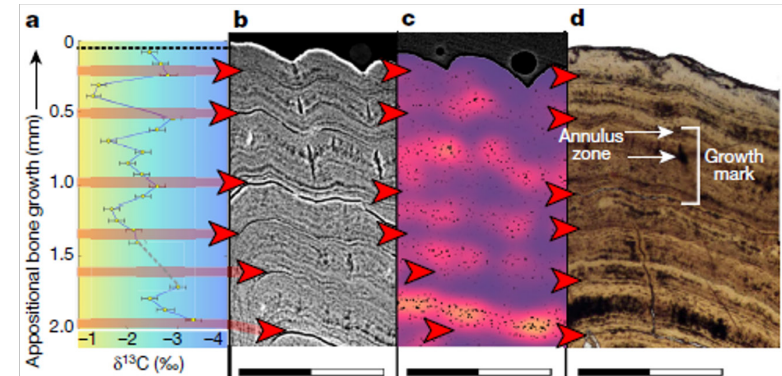 a b c d
Appositional bone growth (mm)
0
0.5
1.0
1.5
2.0
–1 –2 –3 –4
δ¹³C (‰)
Annulus
zone
Growth
mark